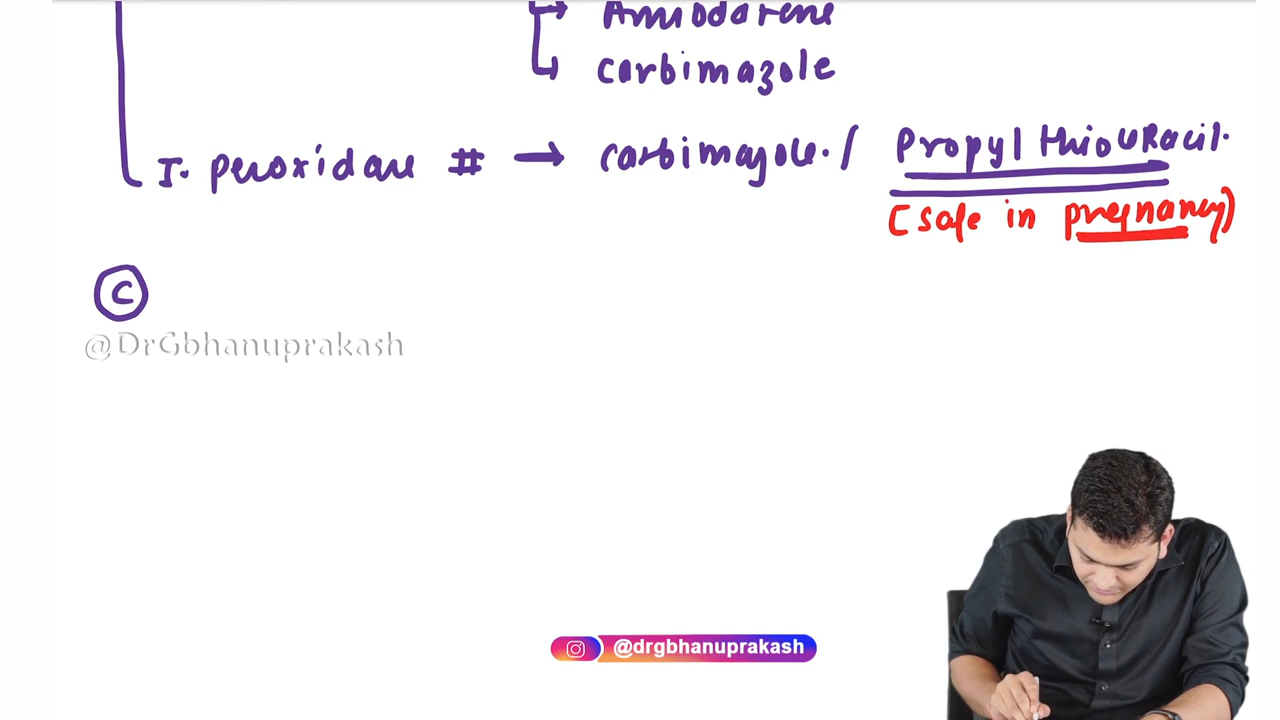 Amiodarone
carbimazole
I. peroxidase # → carbimazole. / Propyl thioURacil.
(safe in pregnancy)
C
@DrGbhanuprakash
@drgbhanuprakash